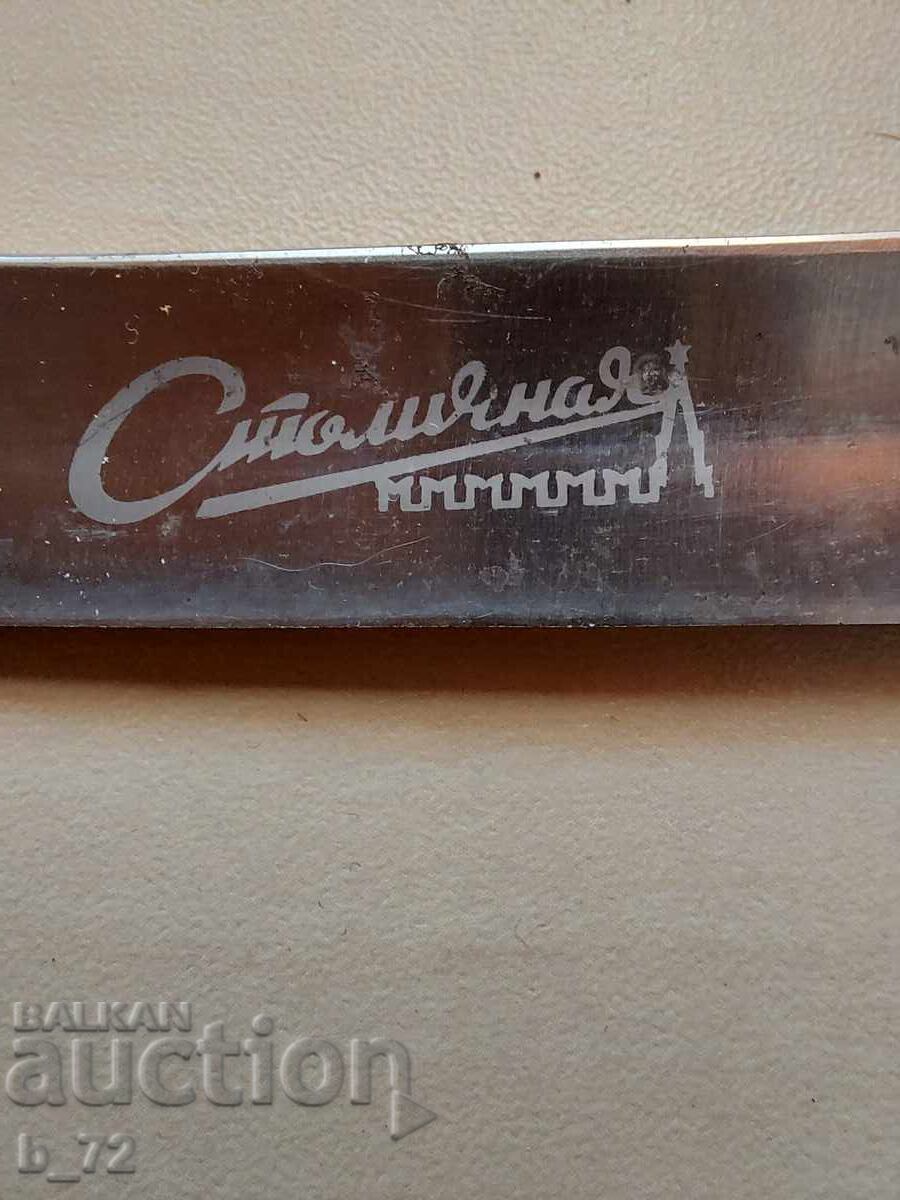 Столичная
BALKAN
auction
b_72